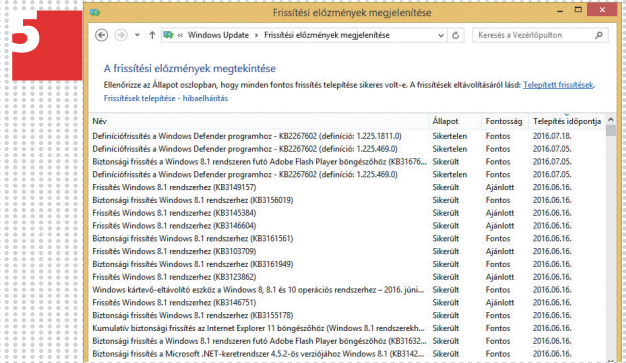 5
Frissítési előzmények megjelenítése
« Windows Update ▸ Frissítési előzmények megjelenítése
Keresés a Vezérlőpulton
A frissítési előzmények megtekintése
Ellenőrizze az Állapot oszlopban, hogy minden fontos frissítés telepítése sikeres volt-e. A frissítések eltávolításáról lásd: Telepített frissítések.
Frissítések telepítése - hibaelhárítás
Név Állapot Fontosság Telepítés időpontja
Definíciófrissítés a Windows Defender programhoz - KB2267602 (definíció: 1.225.1811.0) Sikertelen Fontos 2016.07.18.
Definíciófrissítés a Windows Defender programhoz - KB2267602 (definíció: 1.225.469.0) Sikertelen Fontos 2016.07.05.
Biztonsági frissítés a Windows 8.1 rendszeren futó Adobe Flash Player böngészőhöz (KB31676... Sikerült Fontos 2016.07.05.
Definíciófrissítés a Windows Defender programhoz - KB2267602 (definíció: 1.225.469.0) Sikertelen Fontos 2016.07.05.
Frissítés Windows 8.1 rendszerhez (KB3149157) Sikerült Ajánlott 2016.06.16.
Biztonsági frissítés Windows 8.1 rendszerhez (KB3156019) Sikerült Fontos 2016.06.16.
Frissítés Windows 8.1 rendszerhez (KB3145384) Sikerült Ajánlott 2016.06.16.
Frissítés Windows 8.1 rendszerhez (KB3146604) Sikerült Ajánlott 2016.06.16.
Biztonsági frissítés Windows 8.1 rendszerhez (KB3161561) Sikerült Fontos 2016.06.16.
Frissítés Windows 8.1 rendszerhez (KB3103709) Sikerült Ajánlott 2016.06.16.
Biztonsági frissítés Windows 8.1 rendszerhez (KB3161949) Sikerült Fontos 2016.06.16.
Frissítés Windows 8.1 rendszerhez (KB3123862) Sikerült Ajánlott 2016.06.16.
Windows kártevő-eltávolító eszköz a Windows 8, 8.1 és 10 operációs rendszerhez – 2016. júni... Sikerült Fontos 2016.06.16.
Frissítés Windows 8.1 rendszerhez (KB3146751) Sikerült Ajánlott 2016.06.16.
Biztonsági frissítés Windows 8.1 rendszerhez (KB3155178) Sikerült Fontos 2016.06.16.
Kumulatív biztonsági frissítés az Internet Explorer 11 böngészőhöz (Windows 8.1 rendszerekh... Sikerült Fontos 2016.06.16.
Biztonsági frissítés a Windows 8.1 rendszeren futó Adobe Flash Player böngészőhöz (KB31632... Sikerült Fontos 2016.06.16.
Biztonsági frissítés a Microsoft .NET-keretrendszer 4.5.2-ös verziójához Windows 8.1 (KB3142... Sikerült Fontos 2016.06.16.